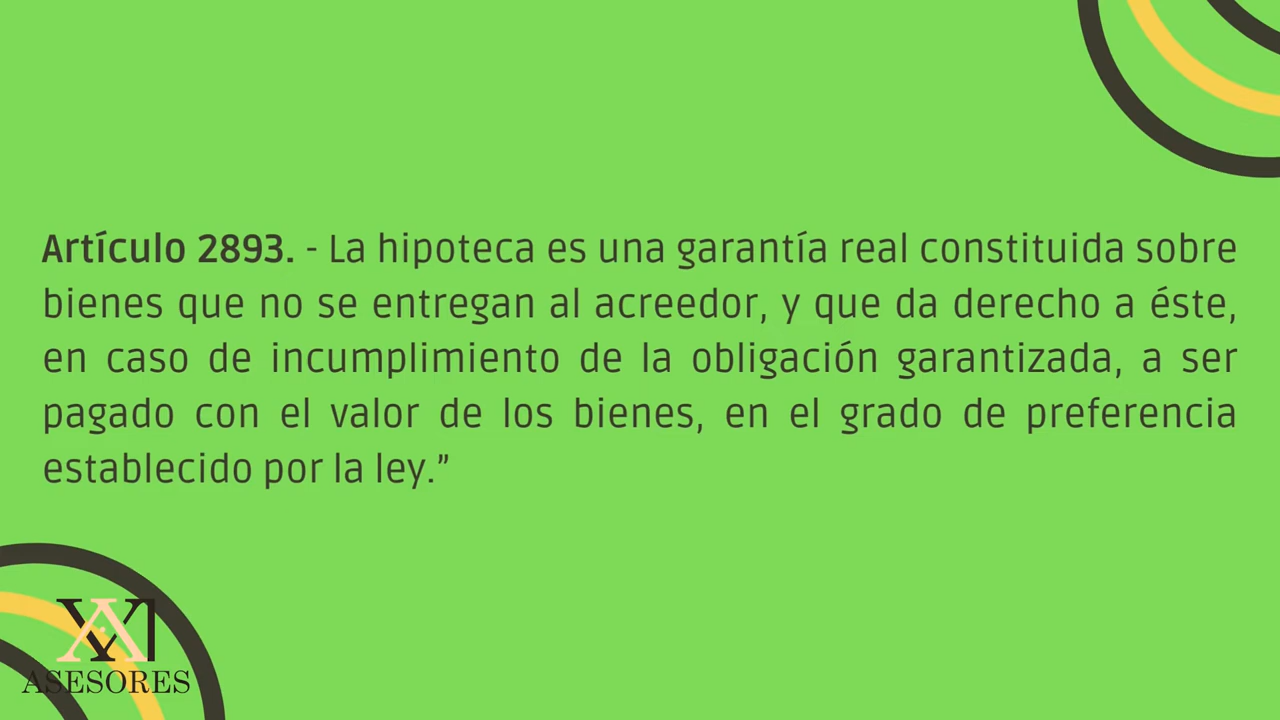 Artículo 2893. - La hipoteca es una garantía real constituida sobre
bienes que no se entregan al acreedor, y que da derecho a éste,
en caso de incumplimiento de la obligación garantizada, a ser
pagado con el valor de los bienes, en el grado de preferencia
establecido por la ley.”
ASESORES